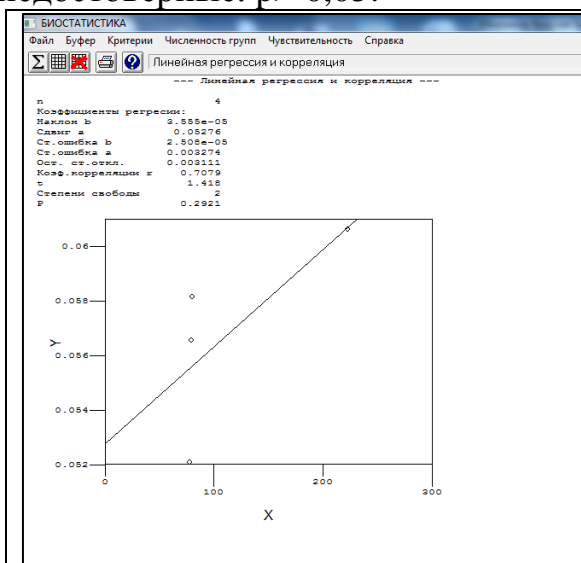 недостоверные. p> 0,05.
БИОСТАТИСТИКА
Файл Буфер Критерии Численность групп Чувствительность Справка
Линейная регрессия и корреляция
--- Линейная регрессия и корреляция ---
n 4
Коэффициенты регресии:
Наклон b 3.555e-05
Сдвиг a 0.05276
Ст.ошибка b 2.508e-05
Ст.ошибка a 0.003274
Ост. ст.откл. 0.003111
Коэф.корреляции r 0.7079
t 1.418
Степени свободы 2
P 0.2921
0.06
0.058
Y
0.056
0.054
0.052
0 100 200 300
X